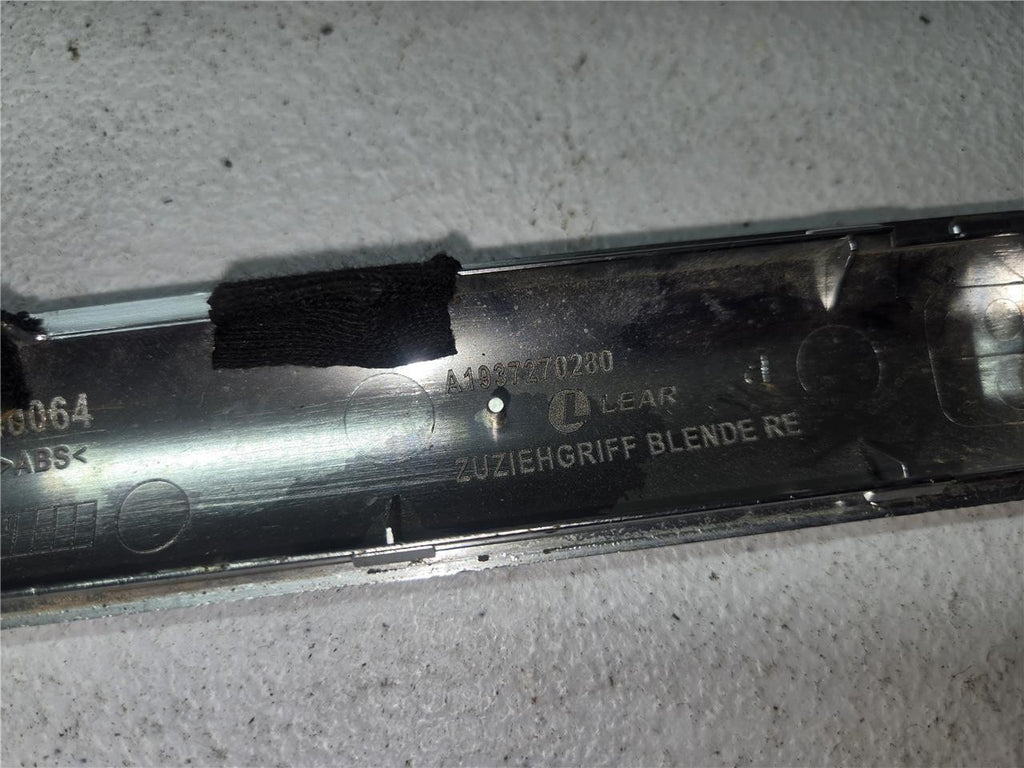 A1937270280
LEAR
ZUZIEHGRIFF BLENDE RE
0064
>ABS<